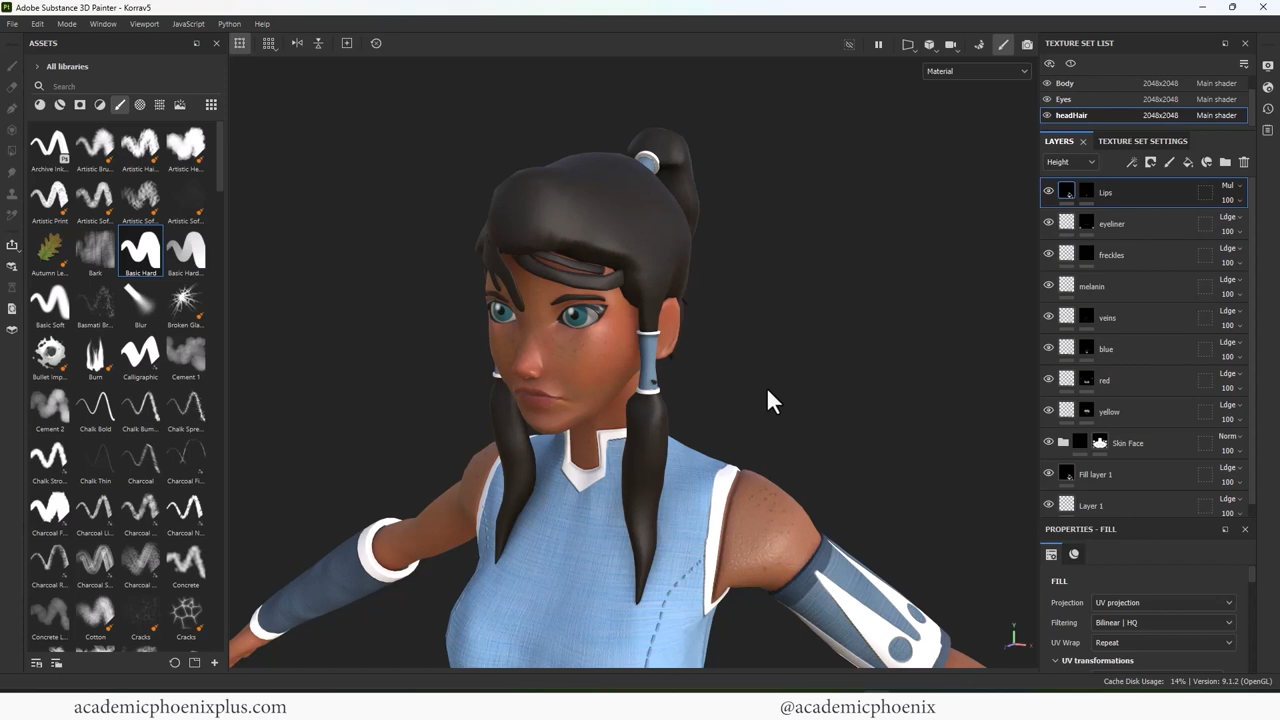 Pt Adobe Substance 3D Painter - Korrav5
File Edit Mode Window Viewport JavaScript Python Help
ASSETS
All libraries
Search
Archive Ink... Artistic Bru... Artistic Hai... Artistic He...
Artistic Print Artistic Sof... Artistic Sof... Artistic Sof...
Autumn Le... Bark Basic Hard Basic Hard...
Basic Soft Basmati Br... Blur Broken Gla...
Bullet Imp... Burn Calligraphic Cement 1
Cement 2 Chalk Bold Chalk Bum... Chalk Spre...
Chalk Stro... Chalk Thin Charcoal Charcoal Fi...
Charcoal F... Charcoal Li... Charcoal ... Charcoal N...
Charcoal R... Charcoal S... Charcoal ... Concrete
Concrete L... Cotton Cracks Cracks
Material
TEXTURE SET LIST
Body 2048x2048 Main shader
Eyes 2048x2048 Main shader
headHair 2048x2048 Main shader
LAYERS TEXTURE SET SETTINGS
Height
Lips Mul 100
eyeliner Ldge 100
freckles Ldge 100
melanin Ldge 100
veins Ldge 100
blue Ldge 100
red Ldge 100
yellow Ldge 100
Skin Face Norm 100
Fill layer 1 Ldge 100
Layer 1 Ldge 100
PROPERTIES - FILL
FILL
Projection UV projection
Filtering Bilinear | HQ
UV Wrap Repeat
UV transformations
Y
X
Cache Disk Usage: 14% | Version: 9.1.2 (OpenGL)
academicphoenixplus.com @academicphoenix